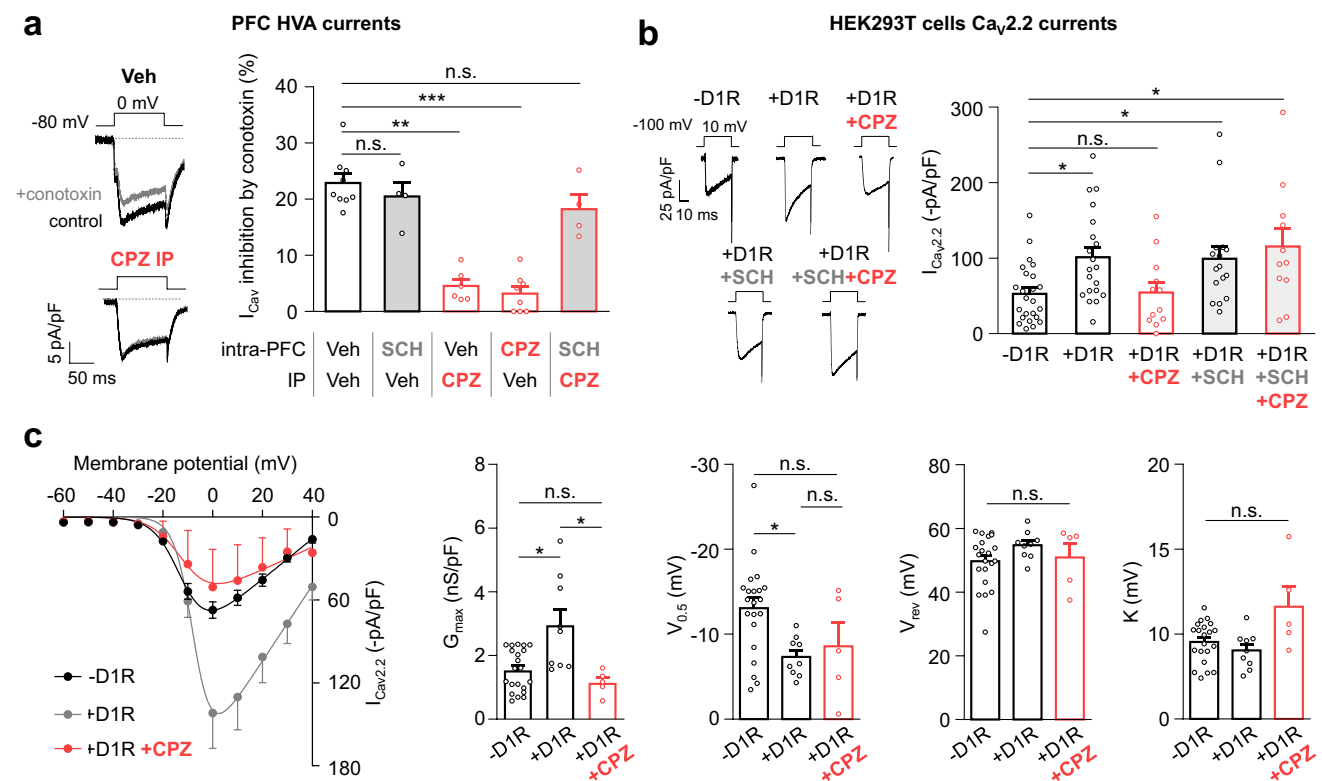 a
PFC HVA currents
Veh
0 mV
-80 mV
+conotoxin
control
CPZ IP
5 pA/pF
50 ms
I_Cav inhibition by conotoxin (%)
40
30
20
10
0
n.s.
***
**
n.s.
intra-PFC Veh SCH Veh CPZ SCH
IP Veh Veh CPZ Veh CPZ
b
HEK293T cells Ca_V2.2 currents
-D1R +D1R +D1R
+CPZ
-100 mV 10 mV
25 pA/pF
10 ms
+D1R +D1R
+SCH +SCH+CPZ
I_CaV2.2 (-pA/pF)
300
200
100
0
*
*
n.s.
*
-D1R +D1R +D1R +D1R +D1R
+CPZ +SCH +SCH
+CPZ
c
Membrane potential (mV)
-60 -40 -20 0 20 40
0
60
120
180
I_Cav2.2 (-pA/pF)
-D1R
+D1R
+D1R +CPZ
G_max (nS/pF)
8
6
4
2
0
n.s.
*
*
-D1R +D1R +D1R
+CPZ
V_0.5 (mV)
-30
-20
-10
0
n.s.
n.s.
*
-D1R +D1R +D1R
+CPZ
V_rev (mV)
80
60
40
20
0
n.s.
-D1R +D1R +D1R
+CPZ
K (mV)
20
15
10
5
n.s.
-D1R +D1R +D1R
+CPZ